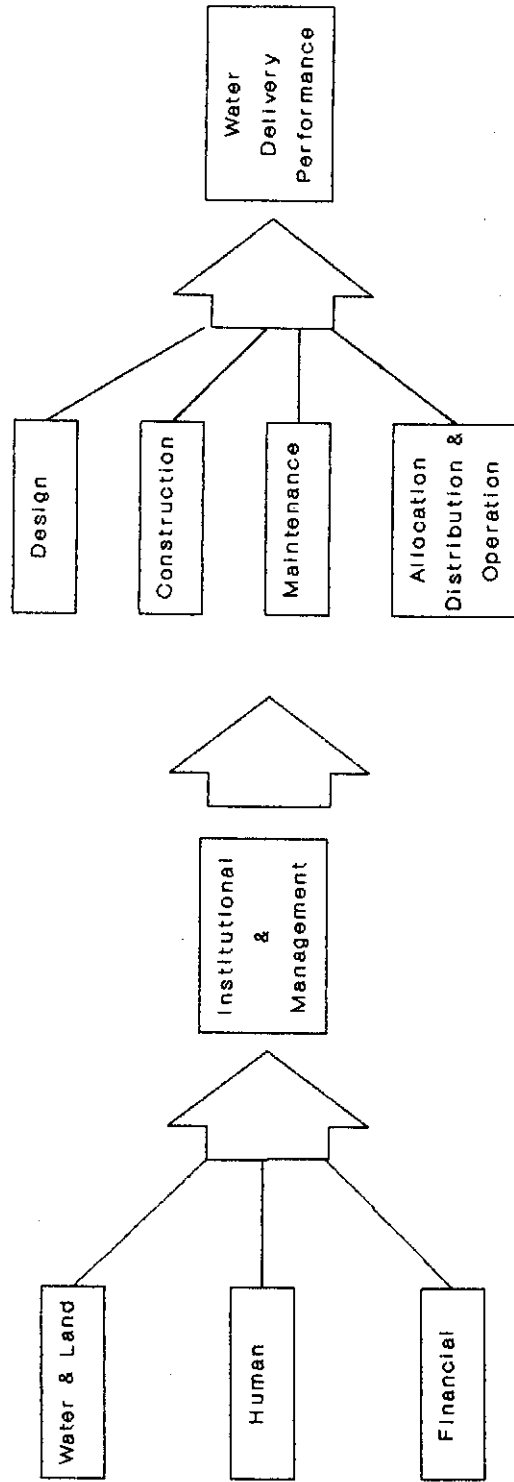 Water & Land
Human
Financial
Institutional
&
Management
Design
Construction
Maintenance
Allocation
Distribution &
Operation
Water
Delivery
Performance